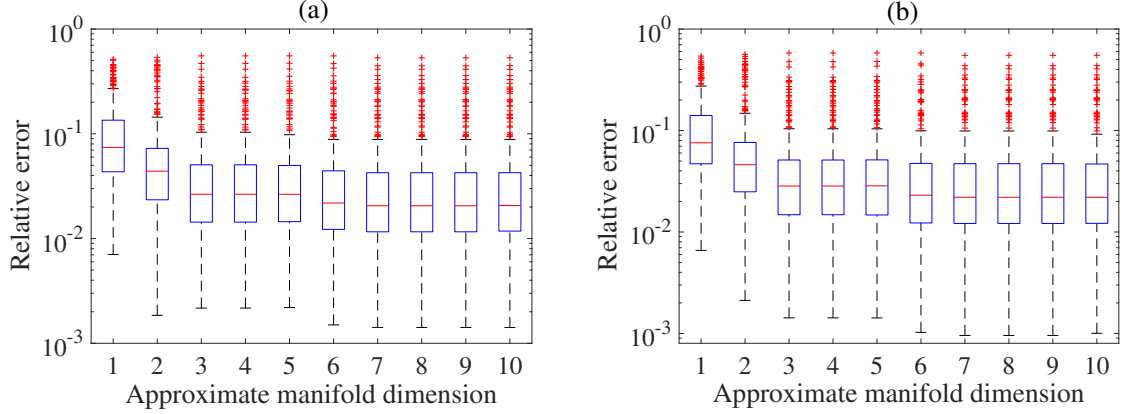 (a)
Relative error
10^0
10^-1
10^-2
10^-3
1 2 3 4 5 6 7 8 9 10
Approximate manifold dimension
(b)
Relative error
10^0
10^-1
10^-2
10^-3
1 2 3 4 5 6 7 8 9 10
Approximate manifold dimension